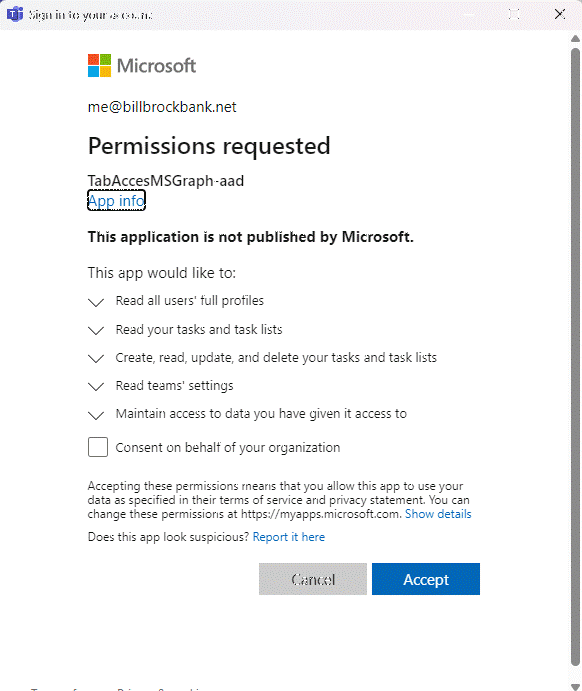 Sign in to your account
Microsoft
me@billbrockbank.net
Permissions requested
TabAccesMSGraph-aad
App info
This application is not published by Microsoft.
This app would like to:
Read all users' full profiles
Read your tasks and task lists
Create, read, update, and delete your tasks and task lists
Read teams' settings
Maintain access to data you have given it access to
Consent on behalf of your organization
Accepting these permissions means that you allow this app to use your
data as specified in their terms of service and privacy statement. You can
change these permissions at https://myapps.microsoft.com. Show details
Does this app look suspicious? Report it here
Cancel Accept